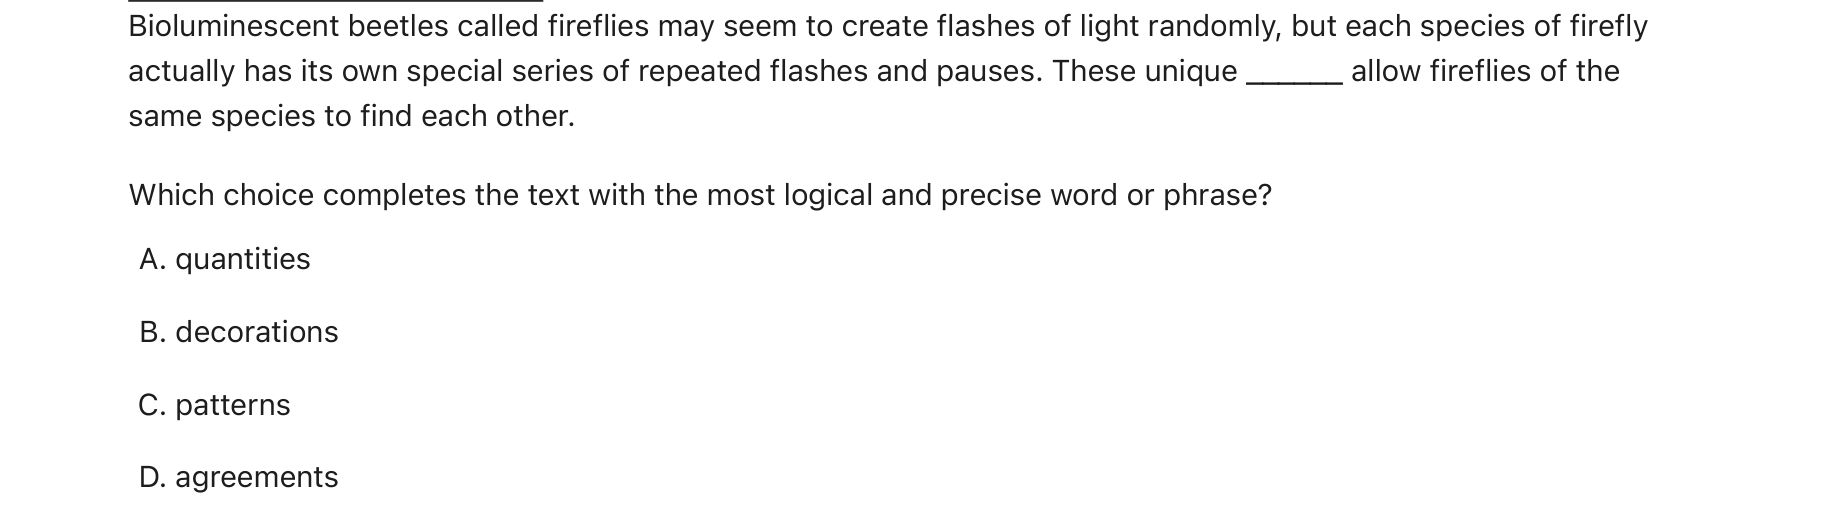 Bioluminescent beetles called fireflies may seem to create flashes of light randomly, but each species of firefly
actually has its own special series of repeated flashes and pauses. These unique ______ allow fireflies of the
same species to find each other.
Which choice completes the text with the most logical and precise word or phrase?
A. quantities
B. decorations
C. patterns
D. agreements